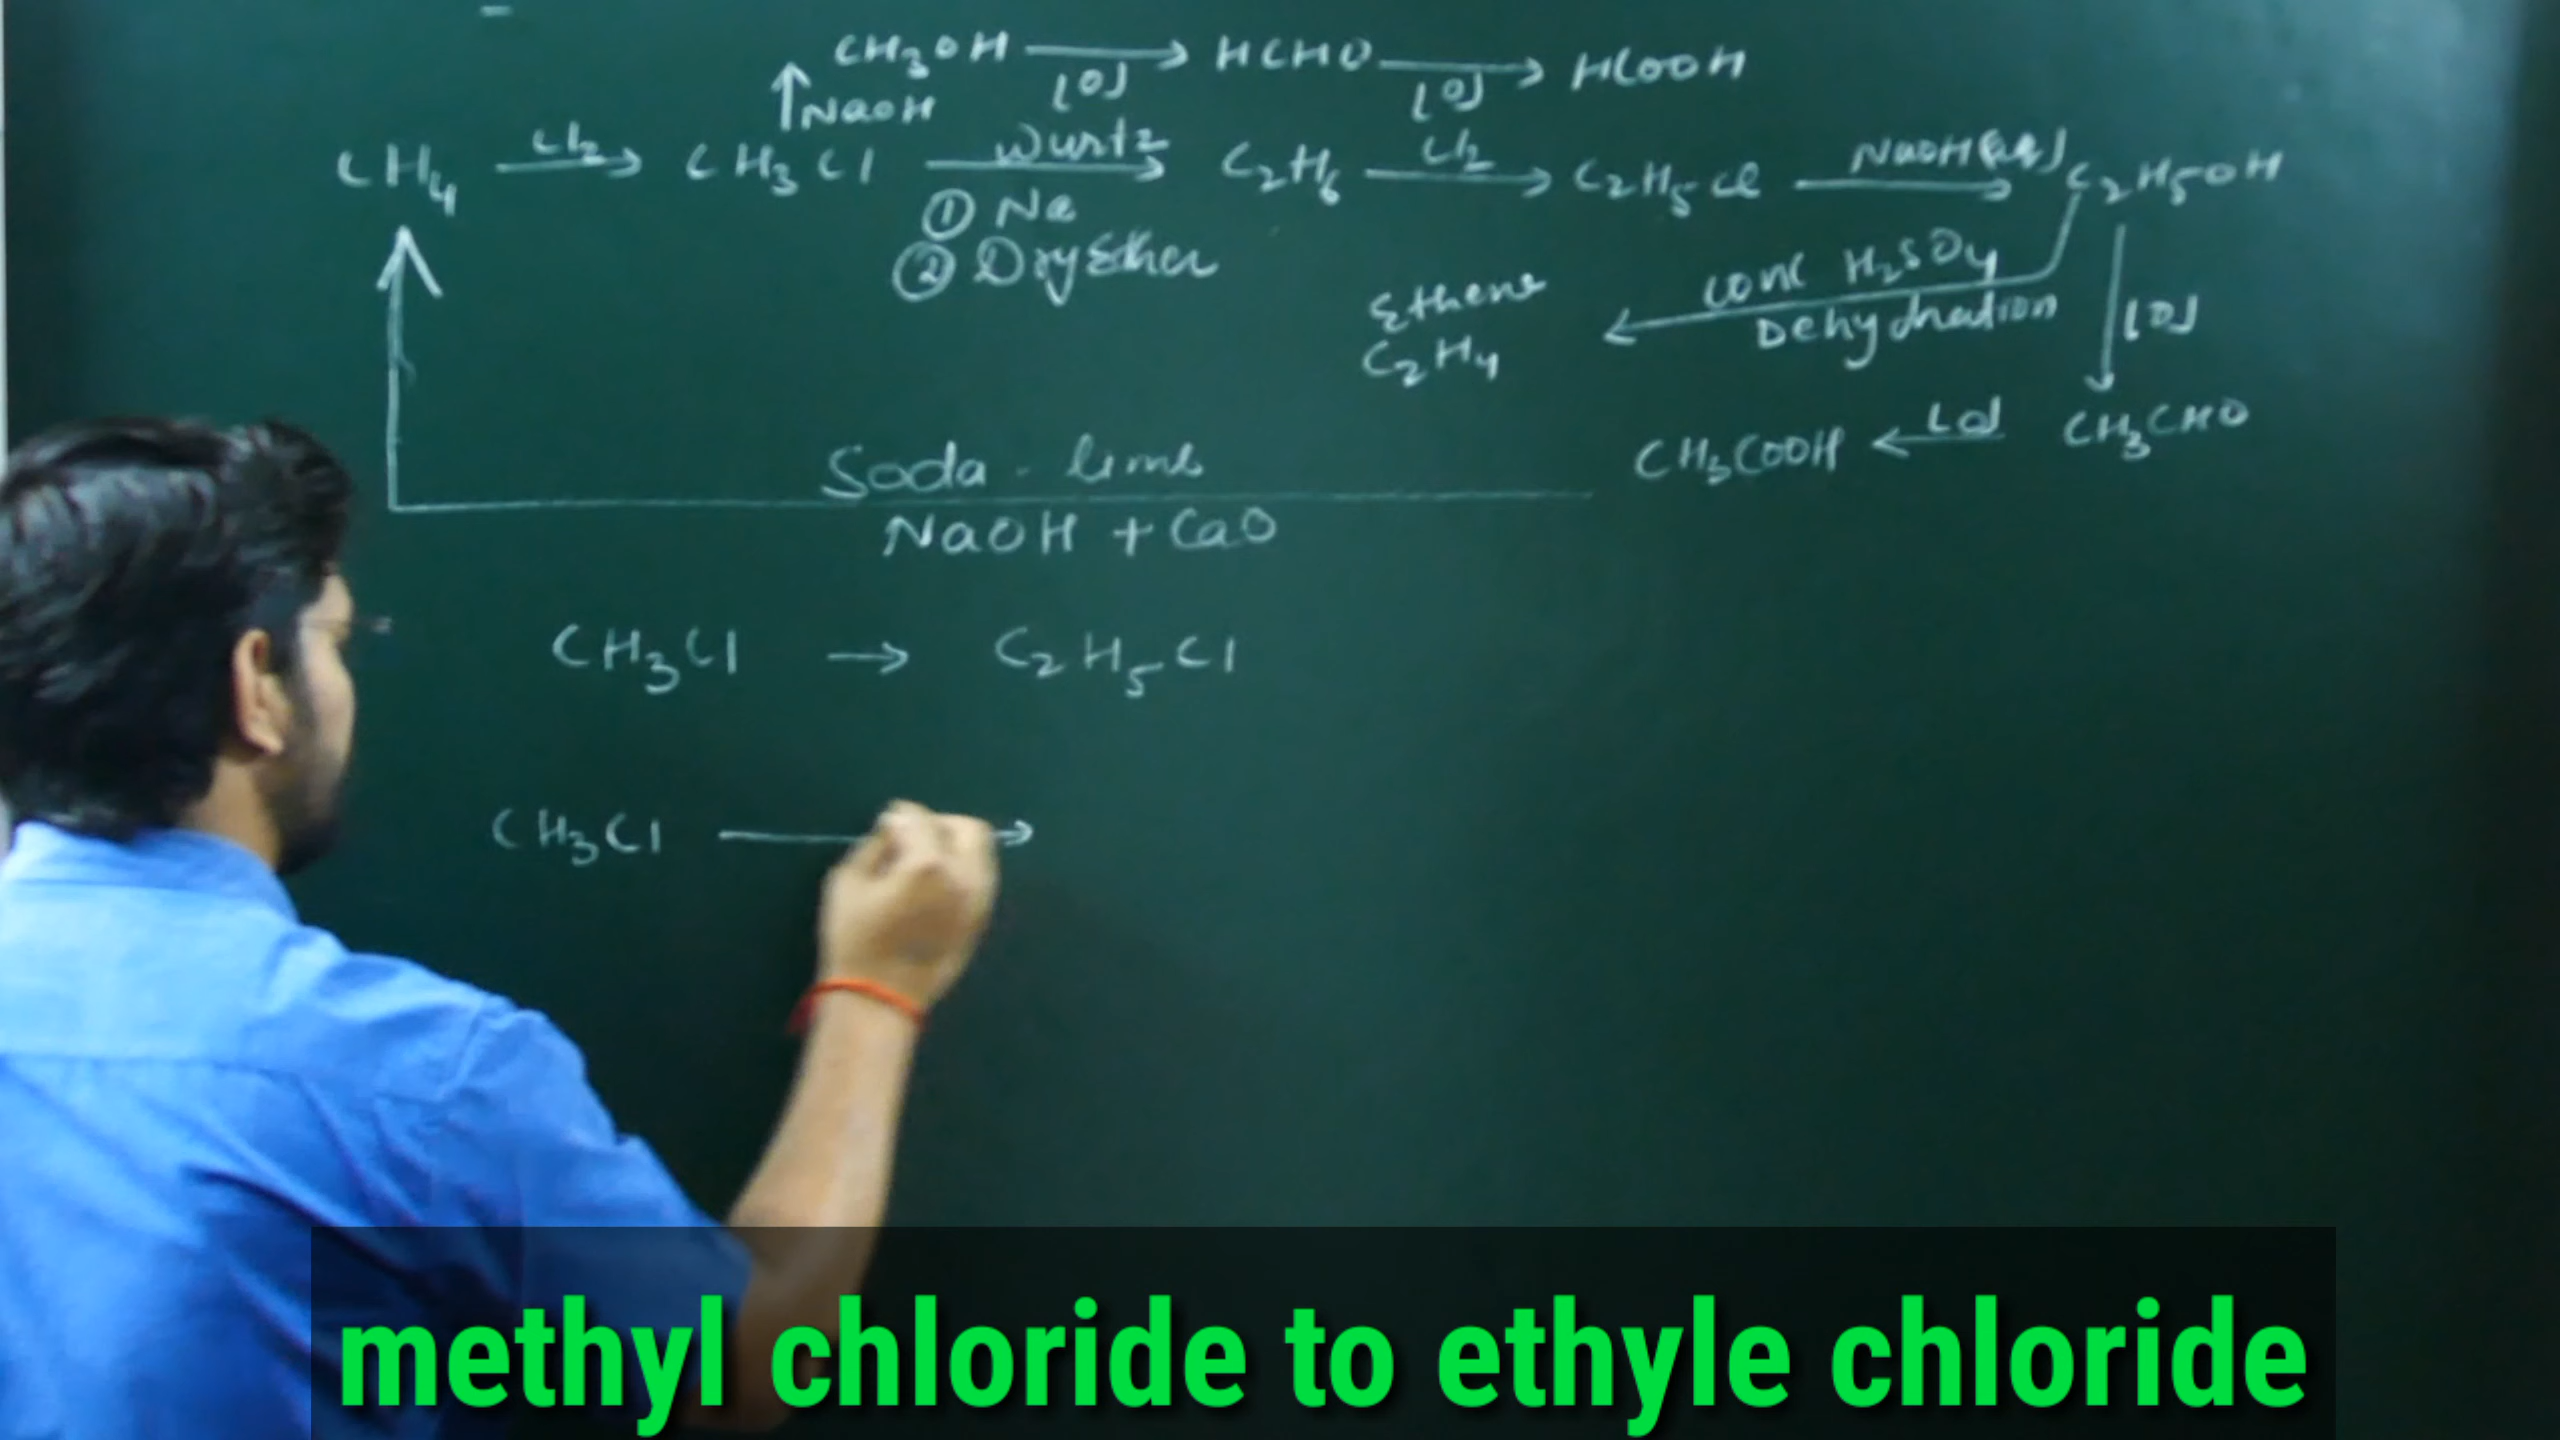 CH₃OH → [O] HCHO → [O] HCOOH
↑ NaOH
CH₄ → Cl₂ CH₃Cl → Wurtz C₂H₆ → Cl₂ C₂H₅Cl → NaOH(aq) C₂H₅OH
① Na
② Dry Ether
Ethene ← conc H₂SO₄
C₂H₄ Dehydration
↓ [O]
CH₃COOH ← [O] CH₃CHO
Soda-lime
NaOH + CaO
CH₃Cl → C₂H₅Cl
CH₃Cl →
methyl chloride to ethyle chloride